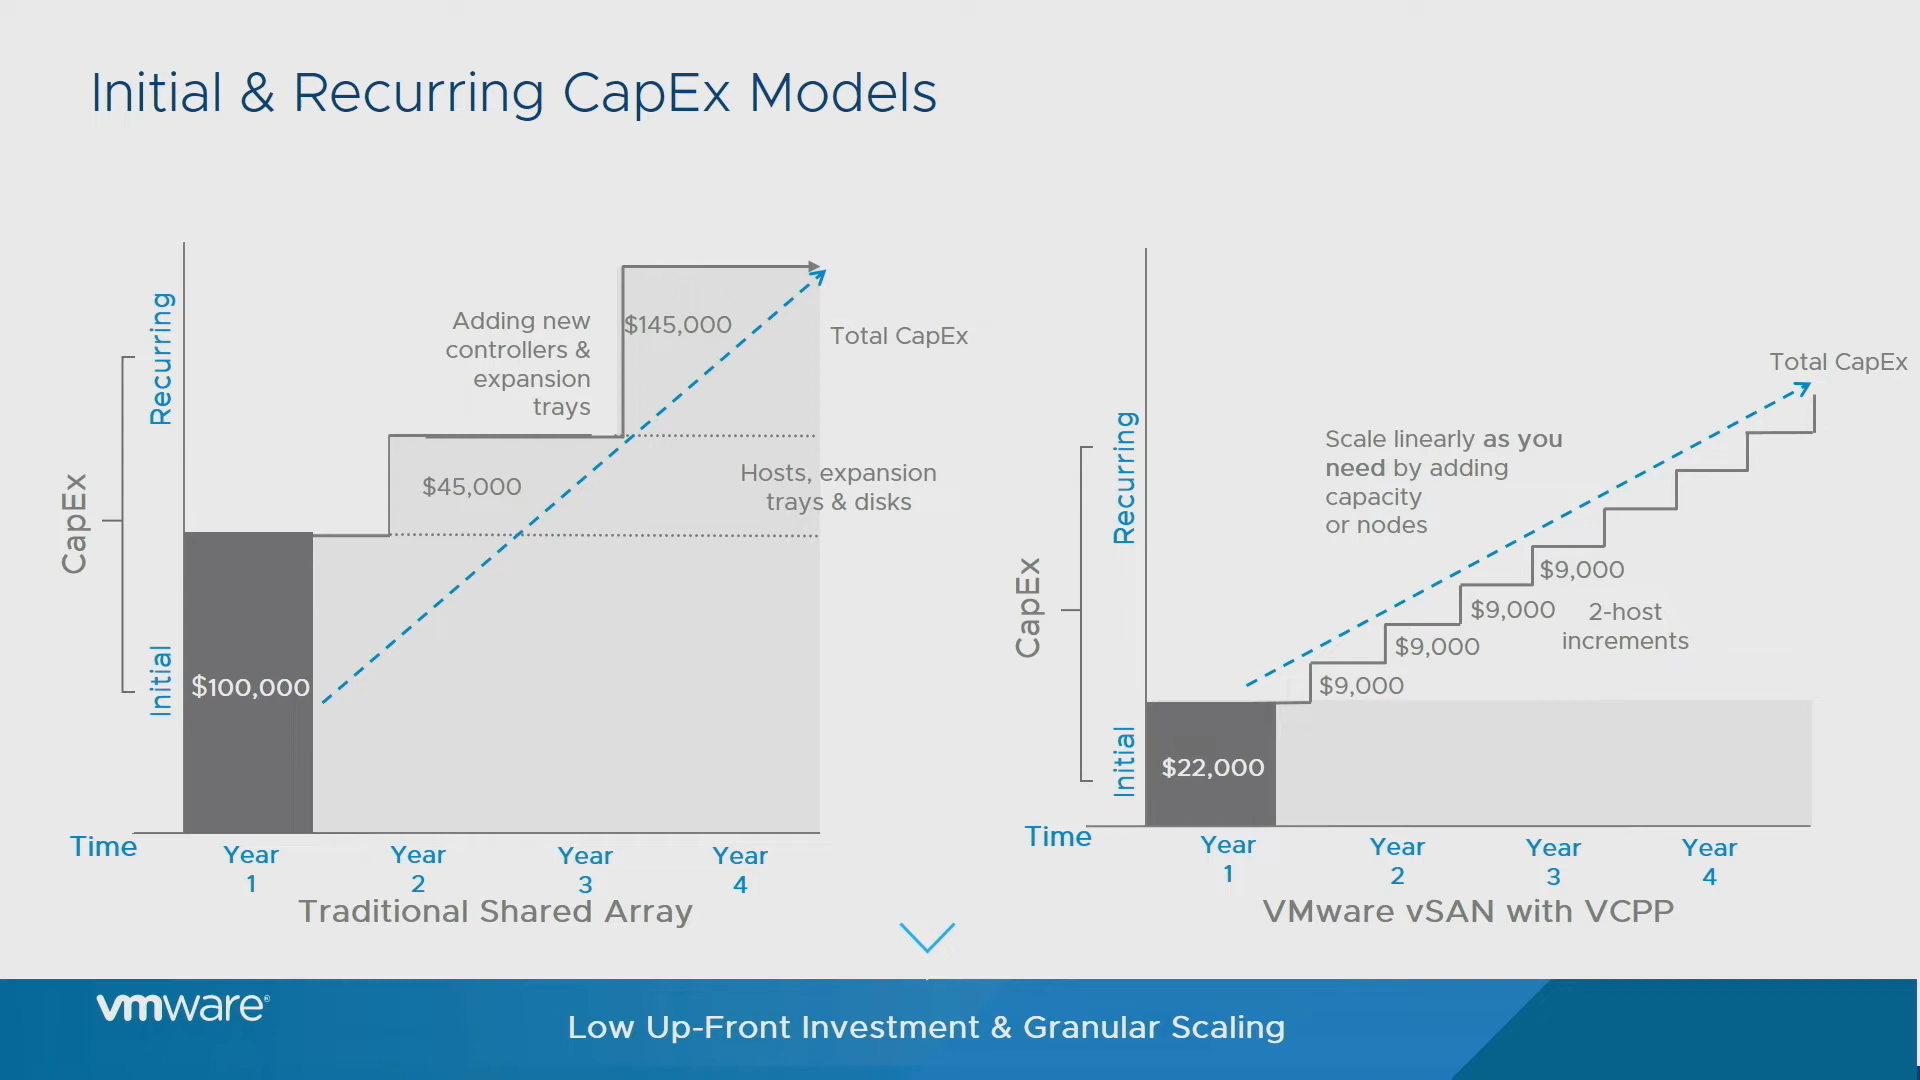 Initial & Recurring CapEx Models
CapEx
Recurring
Initial
Adding new
controllers &
expansion
trays
$145,000
Total CapEx
$45,000
Hosts, expansion
trays & disks
$100,000
Time
Year
1
Year
2
Year
3
Year
4
Traditional Shared Array
CapEx
Recurring
Initial
Total CapEx
Scale linearly as you
need by adding
capacity
or nodes
$9,000
$9,000
$9,000
$9,000
2-host
increments
$22,000
Time
Year
1
Year
2
Year
3
Year
4
VMware vSAN with VCPP
vmware®
Low Up-Front Investment & Granular Scaling